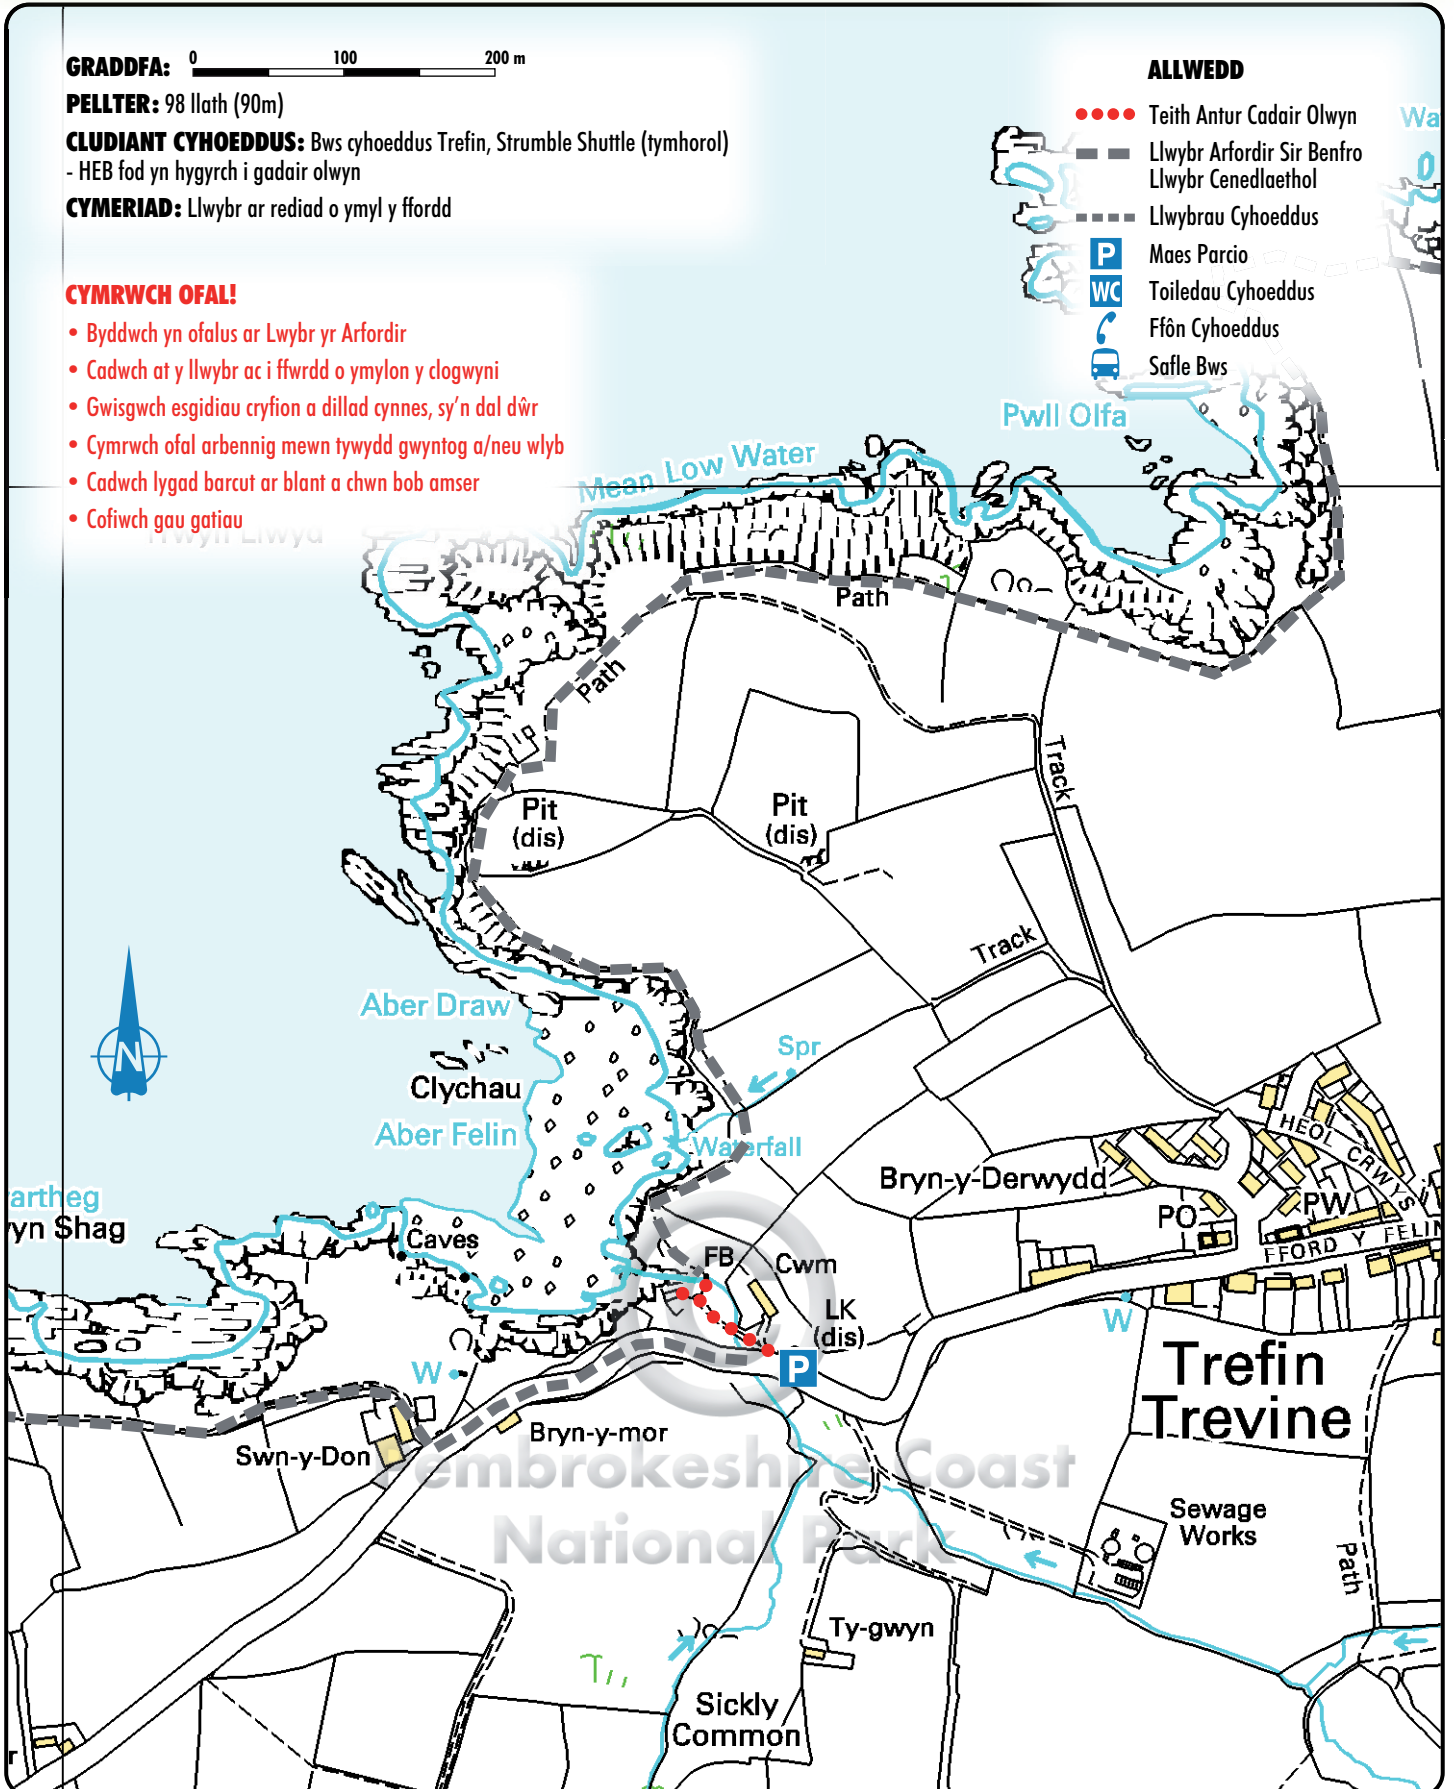 GRADDFA: 0 100 200 m
PELLTER: 98 llath (90m)
CLUDIANT CYHOEDDUS: Bws cyhoeddus Trefin, Strumble Shuttle (tymhorol)
- HEB fod yn hygyrch i gadair olwyn
CYMERIAD: Llwybr ar rediad o ymyl y ffordd
CYMRWCH OFAL!
• Byddwch yn ofalus ar Lwybr yr Arfordir
• Cadwch at y llwybr ac i ffwrdd o ymylon y clogwyni
• Gwisgwch esgidiau cryfion a dillad cynnes, sy'n dal dŵr
• Cymrwch ofal arbennig mewn tywydd gwyntog a/neu wlyb
• Cadwch lygad barcut ar blant a chwn bob amser
• Cofiwch gau gatiau
ALLWEDD
Teith Antur Cadair Olwyn
Llwybr Arfordir Sir Benfro
Llwybr Cenedlaethol
Llwybrau Cyhoeddus
P Maes Parcio
WC Toiledau Cyhoeddus
Ffôn Cyhoeddus
Safle Bws
Wa
Pwll Olfa
Mean Low Water
Path
Path
Track
Pit
(dis)
Pit
(dis)
Track
Aber Draw
N
Spr
Clychau
Aber Felin
Waterfall
HEOL CRWYS
Bryn-y-Derwydd
artheg
yn Shag
PW
PO
Caves
FB
Cwm
FFORD Y FELIN
LK
(dis)
W
P
W
Trefin
Trevine
Bryn-y-mor
Swn-y-Don
Pembrokeshire Coast
National Park
Sewage
Works
Path
Ty-gwyn
Sickly
Common
r